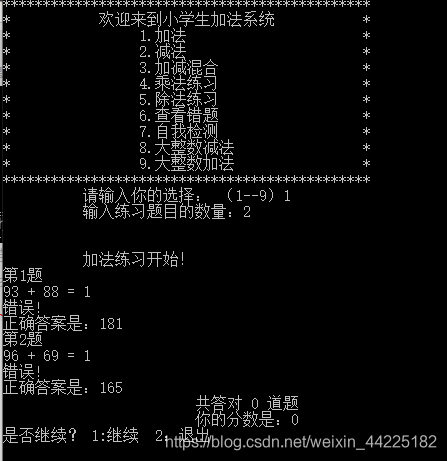 *************************************
* 欢迎来到小学生加法系统 *
* 1.加法 *
* 2.减法 *
* 3.加减混合 *
* 4.乘法练习 *
* 5.除法练习 *
* 6.查看错题 *
* 7.自我检测 *
* 8.大整数减法 *
* 9.大整数加法 *
*************************************
请输入你的选择: (1--9) 1
输入练习题目的数量: 2
加法练习开始!
第1题
93 + 88 = 1
错误!
正确答案是: 181
第2题
96 + 69 = 1
错误!
正确答案是: 165
共答对 0 道题
你的分数是: 0
是否继续? 1:继续 2: 退出
https://blog.csdn.net/weixin_44225182